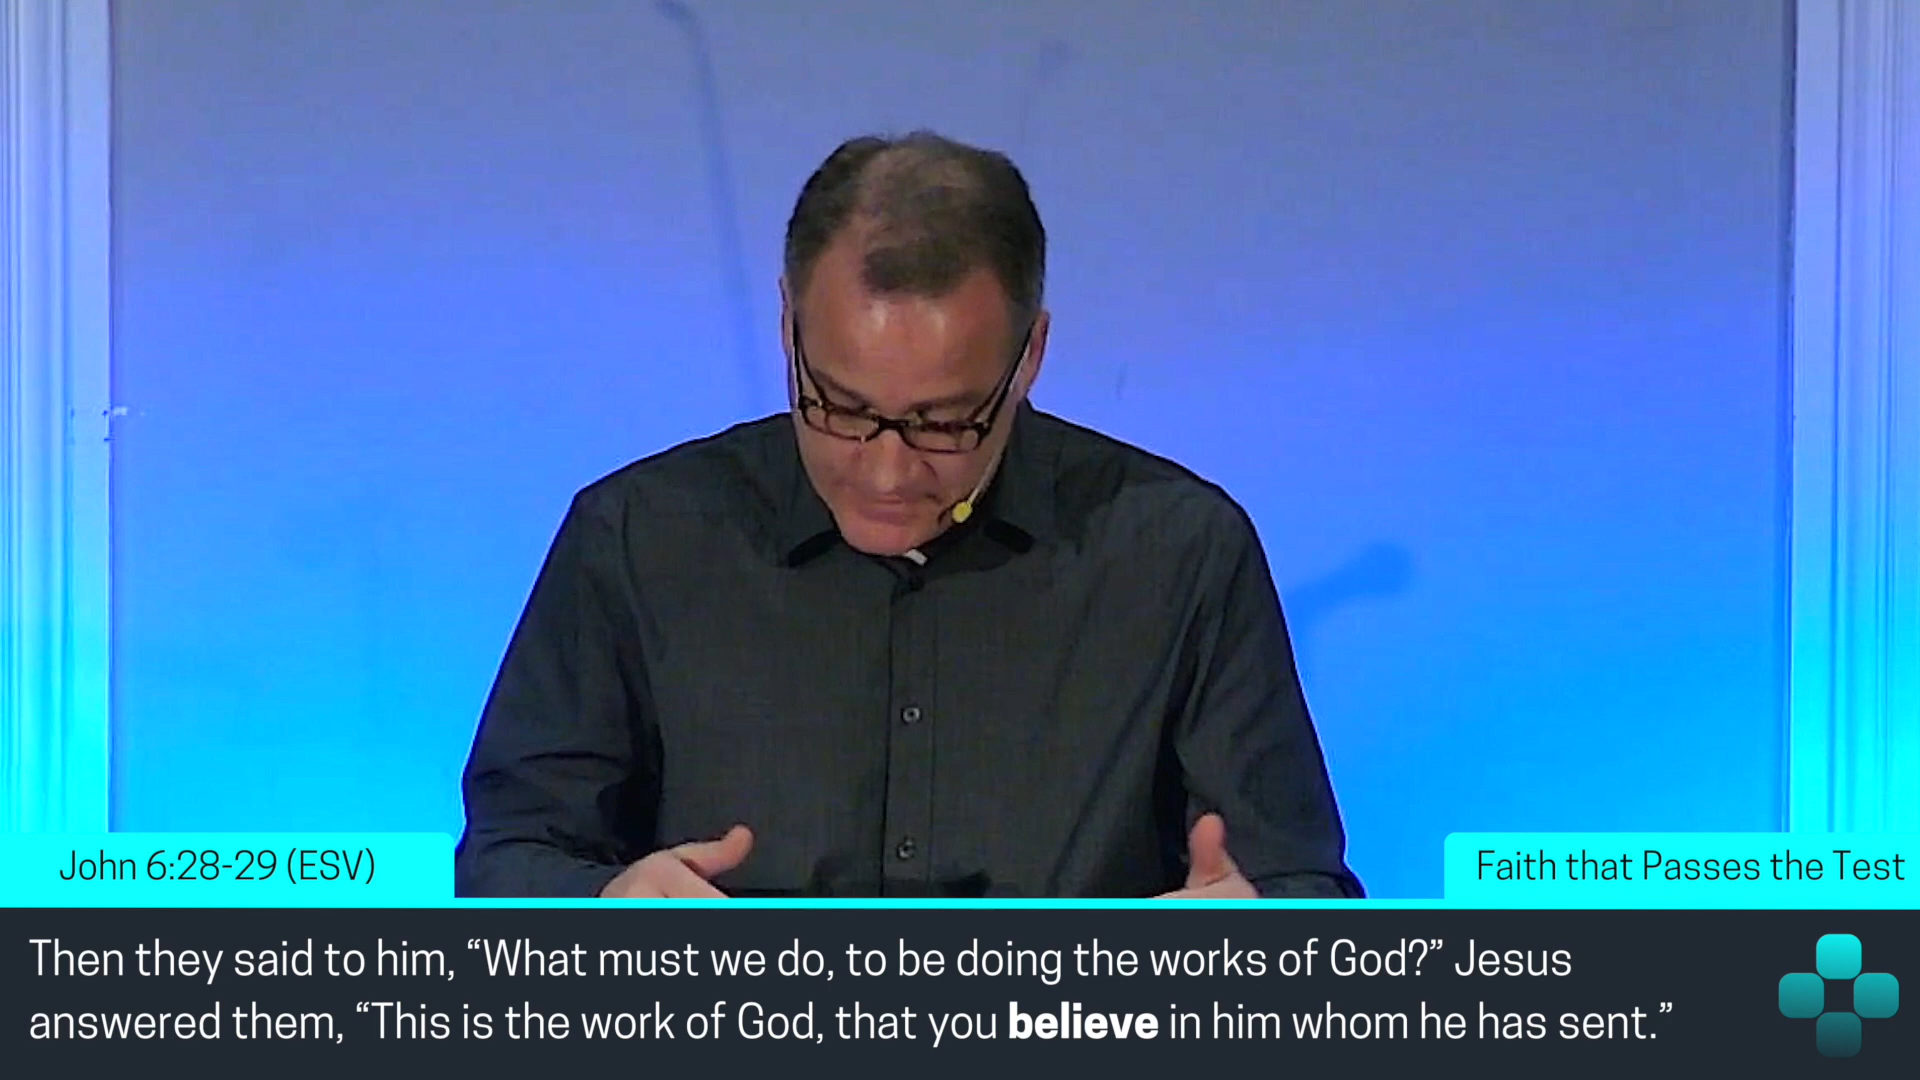 John 6:28-29 (ESV)
Faith that Passes the Test
Then they said to him, “What must we do, to be doing the works of God?” Jesus
answered them, “This is the work of God, that you believe in him whom he has sent.”